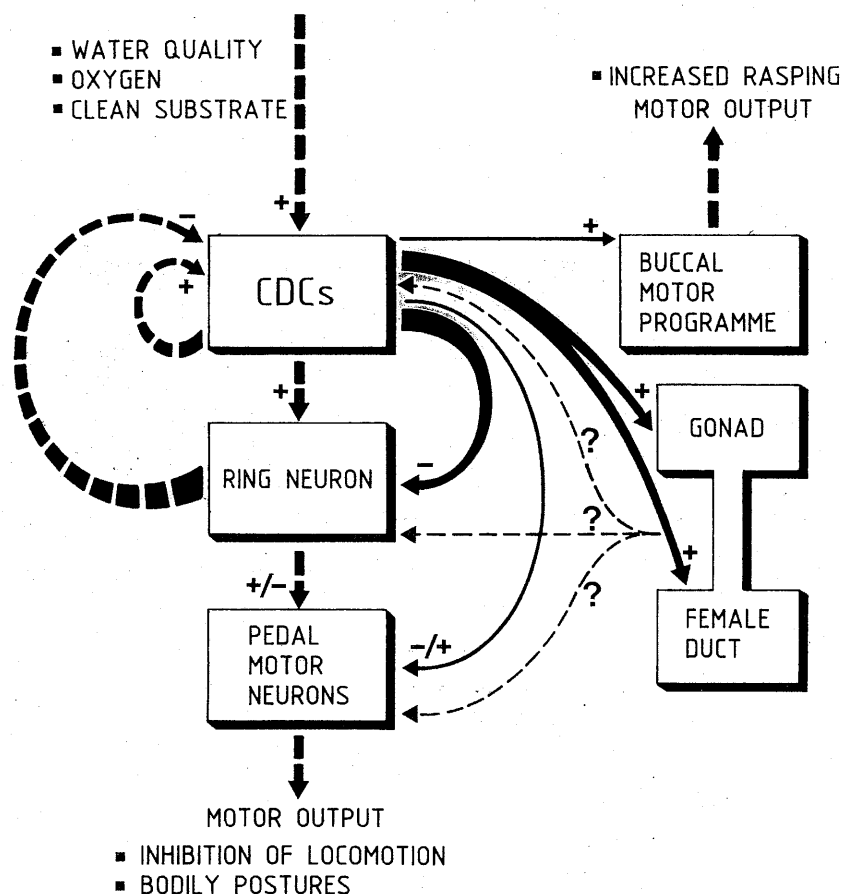 ▪ WATER QUALITY
▪ OXYGEN
▪ CLEAN SUBSTRATE
▪ INCREASED RASPING
MOTOR OUTPUT
+
−
+
CDCs
+
BUCCAL
MOTOR
PROGRAMME
+
+
GONAD
RING NEURON
−
?
?
+
+/−
?
−/+
PEDAL
MOTOR
NEURONS
FEMALE
DUCT
MOTOR OUTPUT
▪ INHIBITION OF LOCOMOTION
▪ BODILY POSTURES